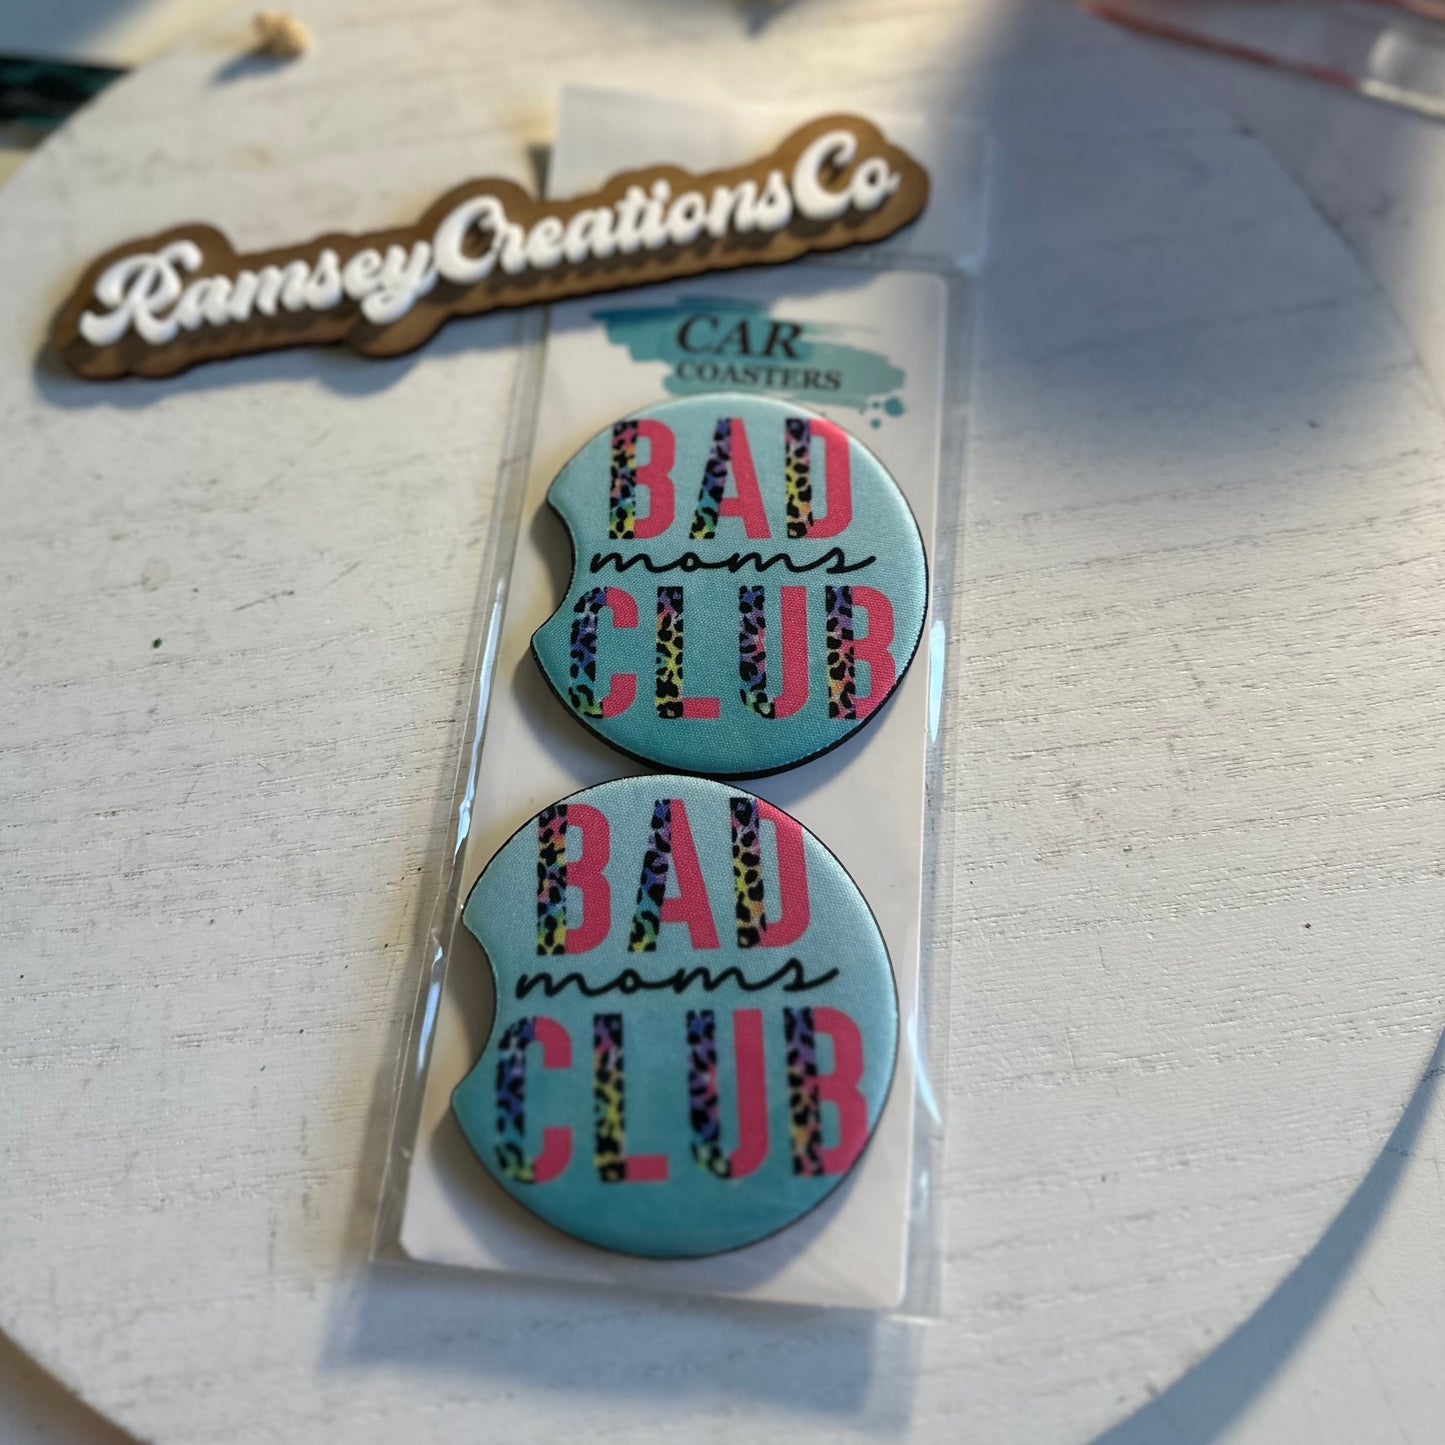 RamseyCreationsCo
CAR
COASTERS
BAD
moms
CLUB
BAD
moms
CLUB